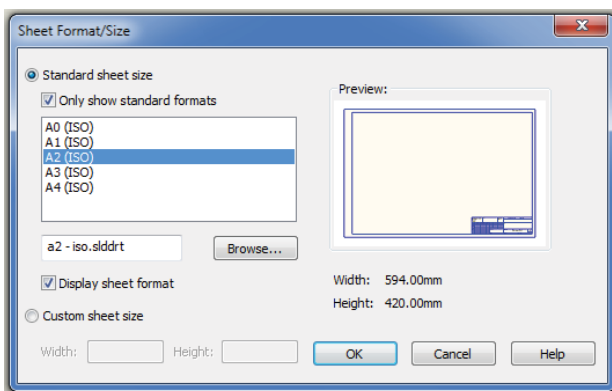 Sheet Format/Size
Standard sheet size
Only show standard formats
A0 (ISO)
A1 (ISO)
A2 (ISO)
A3 (ISO)
A4 (ISO)
a2 - iso.slddrt
Browse...
Display sheet format
Custom sheet size
Width:
Height:
Preview:
Width: 594.00mm
Height: 420.00mm
OK
Cancel
Help